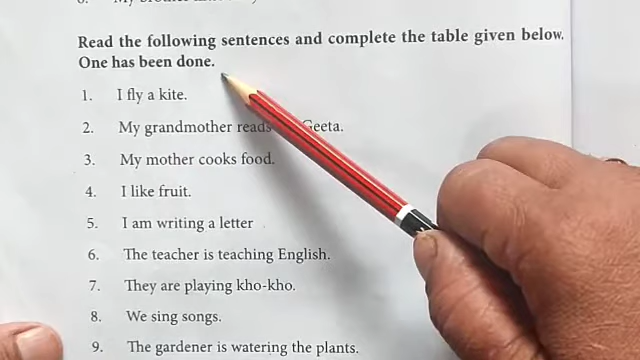 Read the following sentences and complete the table given below.
One has been done.
1. I fly a kite.
2. My grandmother reads Geeta.
3. My mother cooks food.
4. I like fruit.
5. I am writing a letter
6. The teacher is teaching English.
7. They are playing kho-kho.
8. We sing songs.
9. The gardener is watering the plants.